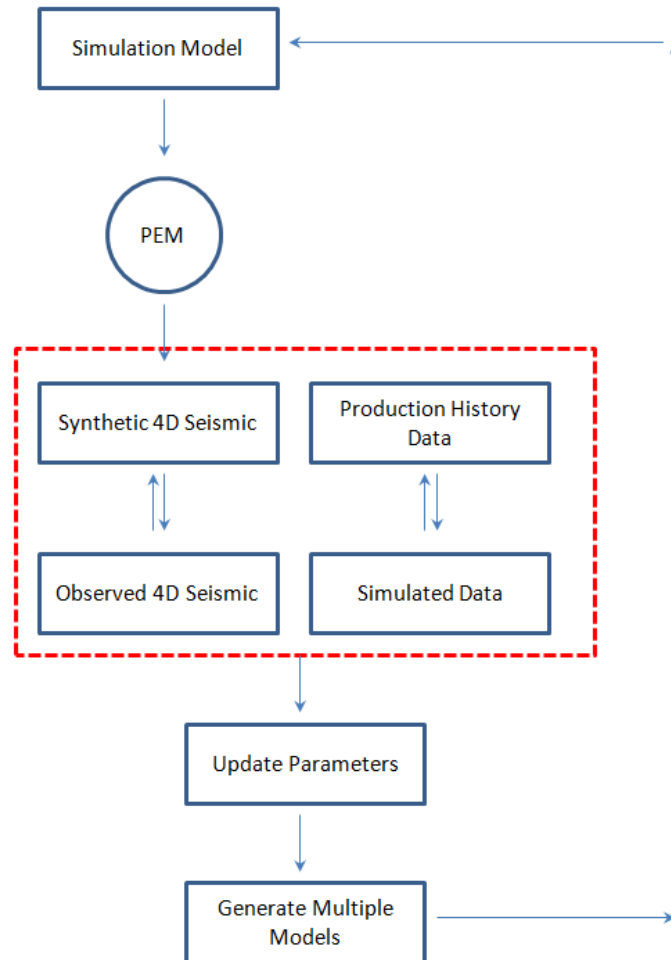 Simulation Model
PEM
Synthetic 4D Seismic
Production History
Data
Observed 4D Seismic
Simulated Data
Update Parameters
Generate Multiple
Models